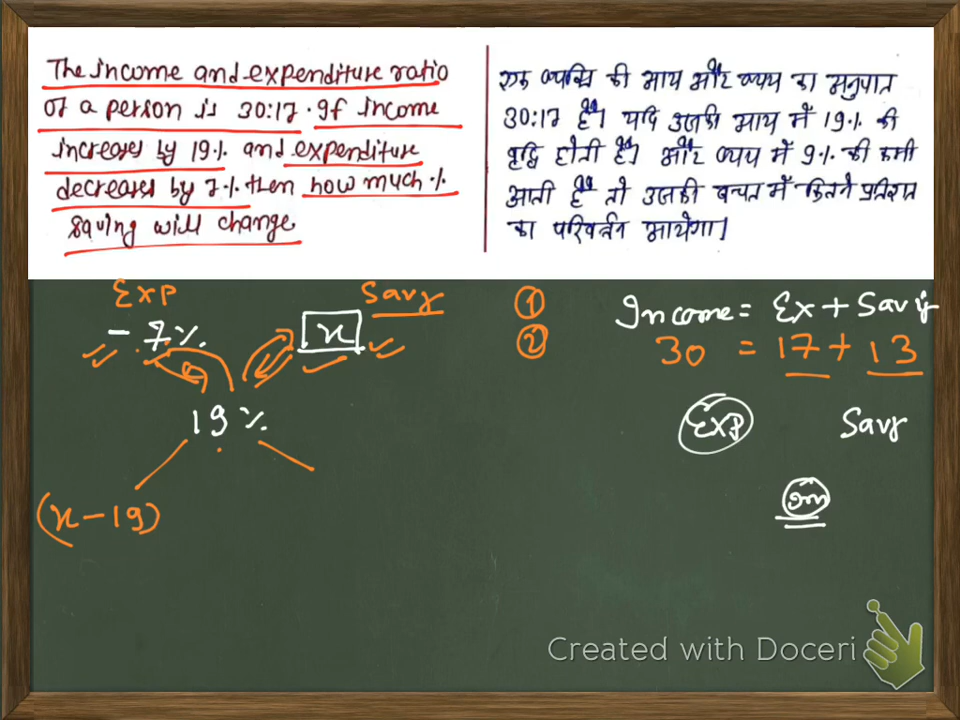 The income and expenditure ratio
of a person is 30:17. If income
increases by 19% and expenditure
decreases by 7% then how much %
saving will change
एक व्यक्ति की आय और व्यय का अनुपात
30:17 है। यदि उसकी आय में 19% की
वृद्धि होती है। और व्यय में 9% की कमी
आती है तो उसकी बचत में कितने प्रतिशत
का परिवर्तन आयेगा।
Exp Savg
- 7% x
19%
(x-19)
① Income = Ex + Savg
② 30 = 17 + 13
Exp Savg
In
Created with Doceri